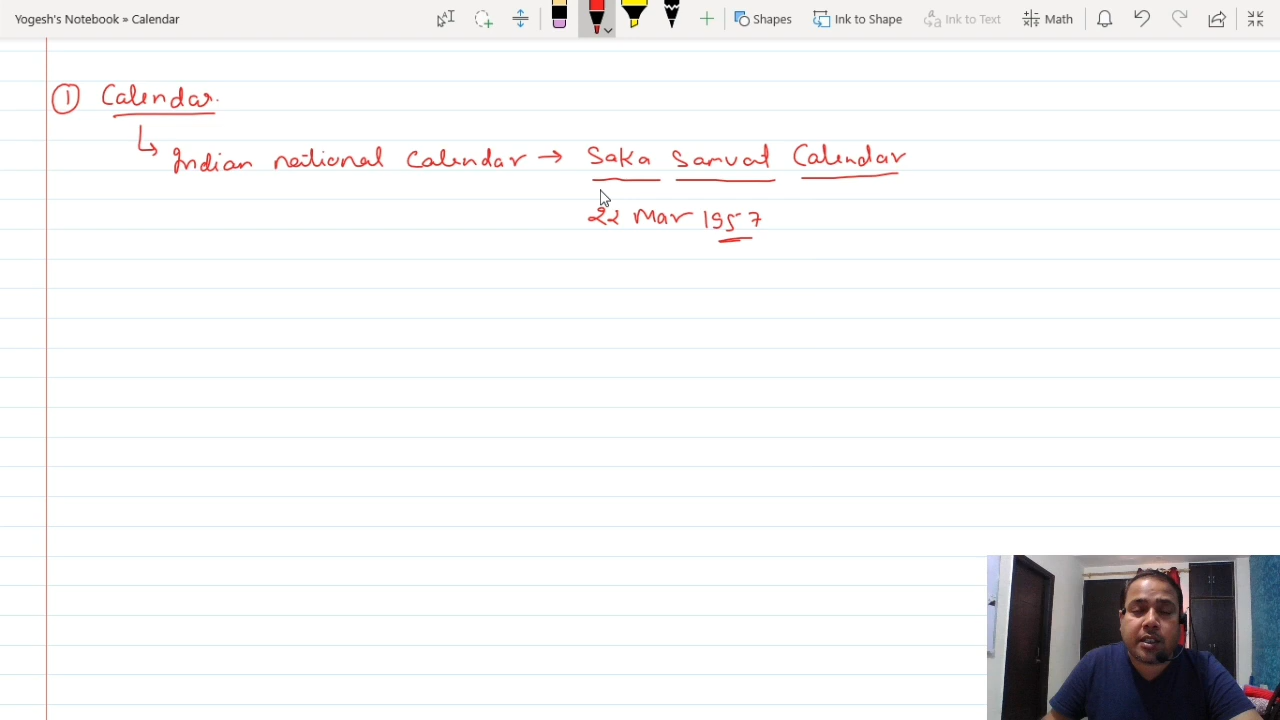 Yogesh's Notebook » Calendar
Shapes
Ink to Shape
Ink to Text
Math
① Calendar.
Indian national Calendar → Saka Samvat Calendar
22 Mar 1957